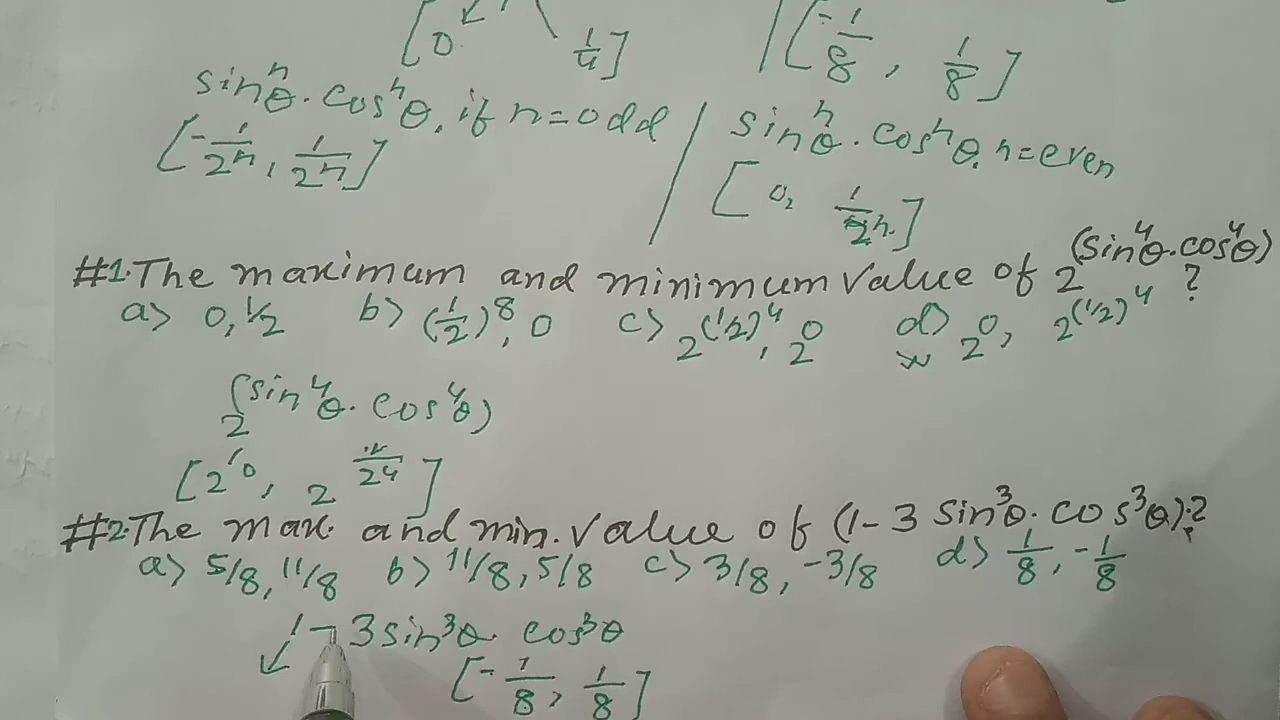 [0 1/4] | [-1/8, 1/8]
sinⁿθ. cosⁿθ, if n=odd / sinⁿθ. cosⁿθ, n=even
[-1/2ⁿ, 1/2ⁿ] [0, 1/2ⁿ]
(sin⁴θ.cos⁴θ)
#1.The maximum and minimum value of 2 ?
a> 0, 1/2 b> (1/2)⁸, 0 c> 2^(1/2)⁴, 2⁰ d> 2⁰, 2^(1/2)⁴
2^(sin⁴θ. cos⁴θ)
[2⁰, 2^1/2⁴]
#2.The max. and min. value of (1-3 sin³θ. cos³θ).?
a> 5/8, 11/8 b> 11/8, 5/8 c> 3/8, -3/8 d> 1/8, -1/8
1-3sin³θ. cos³θ
[-1/8, 1/8]